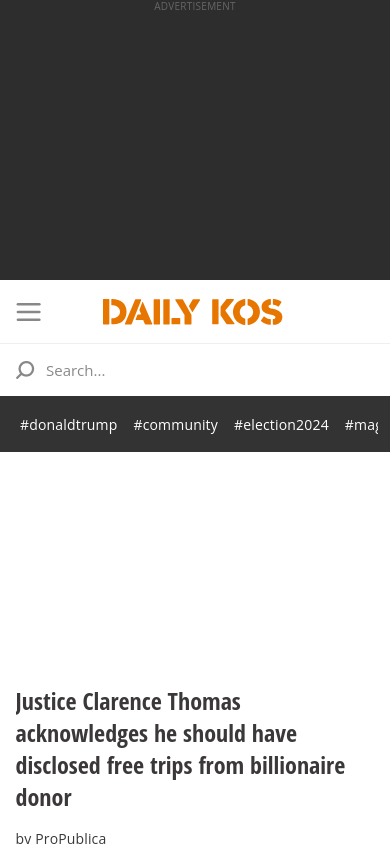 ADVERTISEMENT
DAILY KOS
Search...
#donaldtrump #community #election2024 #mag
Justice Clarence Thomas
acknowledges he should have
disclosed free trips from billionaire
donor
by ProPublica